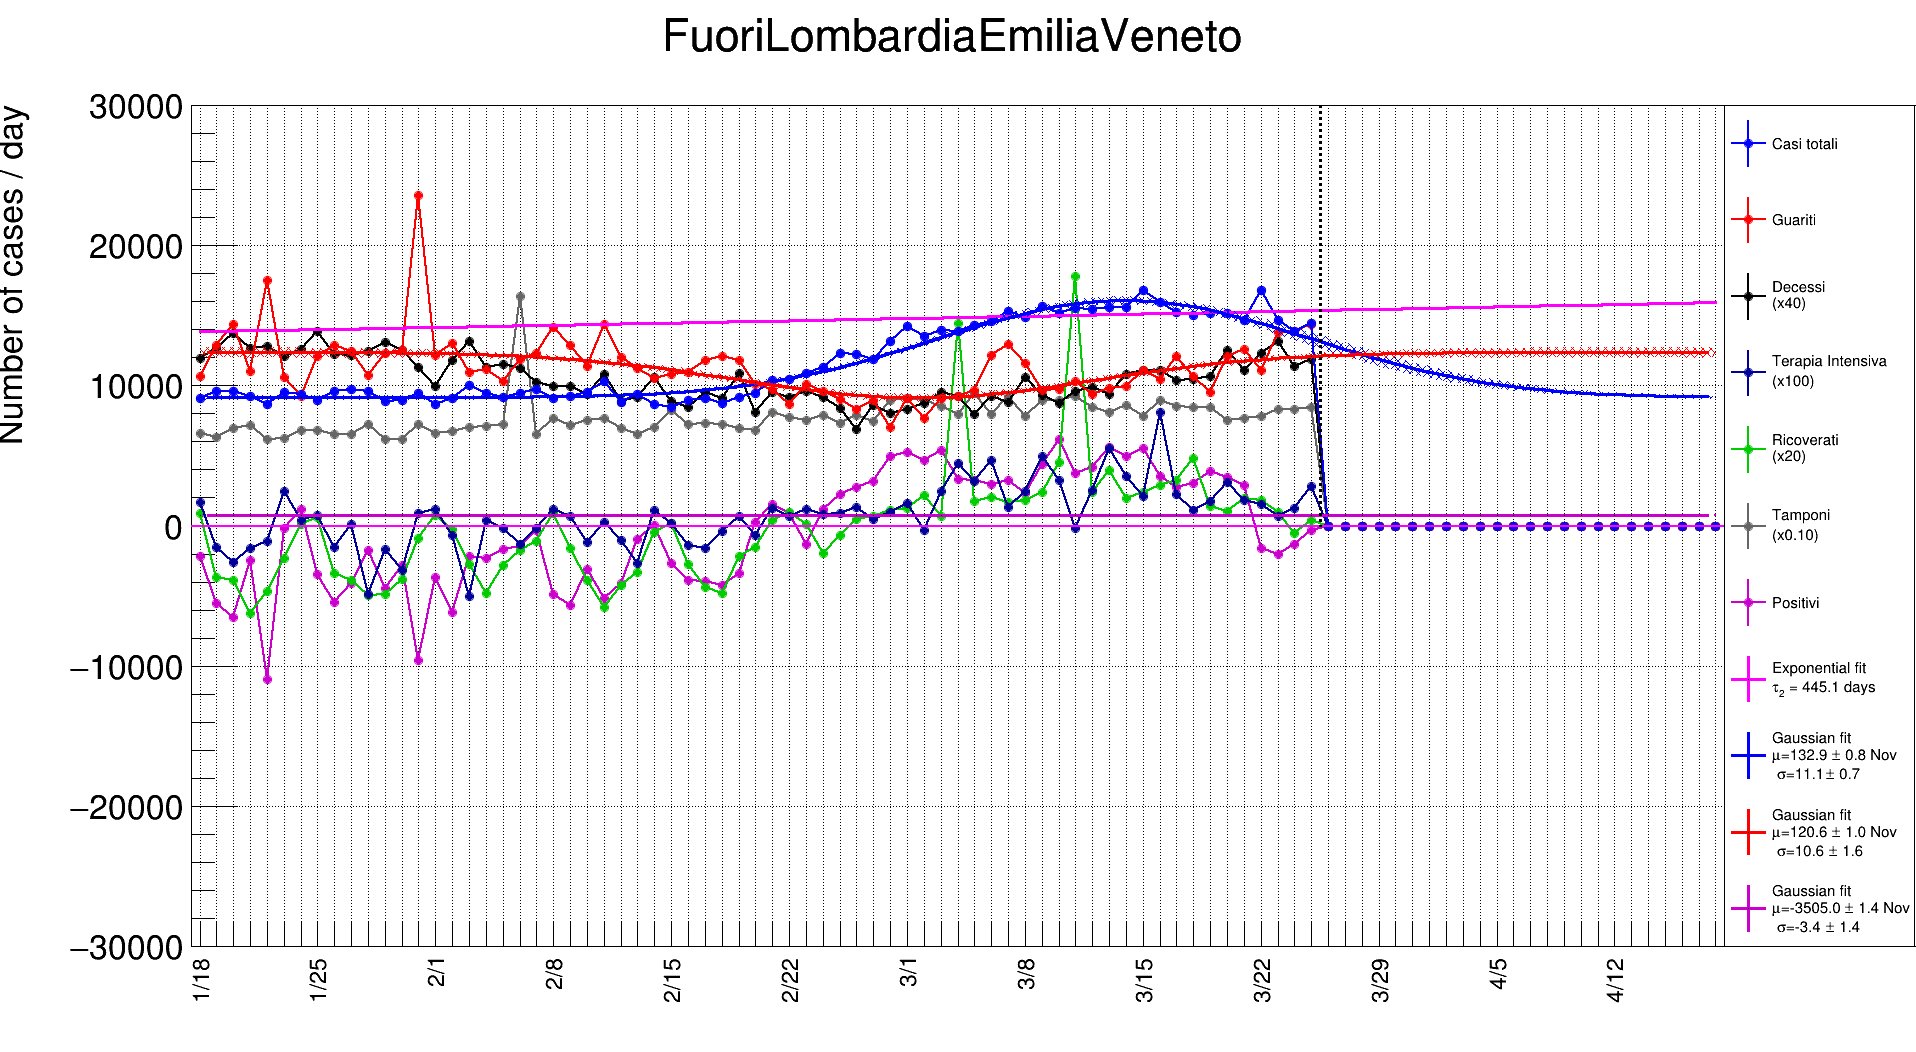 FuoriLombardiaEmiliaVeneto
Number of cases / day
30000
20000
10000
0
−10000
−20000
−30000
1/18
1/25
2/1
2/8
2/15
2/22
3/1
3/8
3/15
3/22
3/29
4/5
4/12
Casi totali
Guariti
Decessi
(x40)
Terapia Intensiva
(x100)
Ricoverati
(x20)
Tamponi
(x0.10)
Positivi
Exponential fit
τ2 = 445.1 days
Gaussian fit
μ=132.9 ± 0.8 Nov
σ=11.1 ± 0.7
Gaussian fit
μ=120.6 ± 1.0 Nov
σ=10.6 ± 1.6
Gaussian fit
μ=-3505.0 ± 1.4 Nov
σ=-3.4 ± 1.4